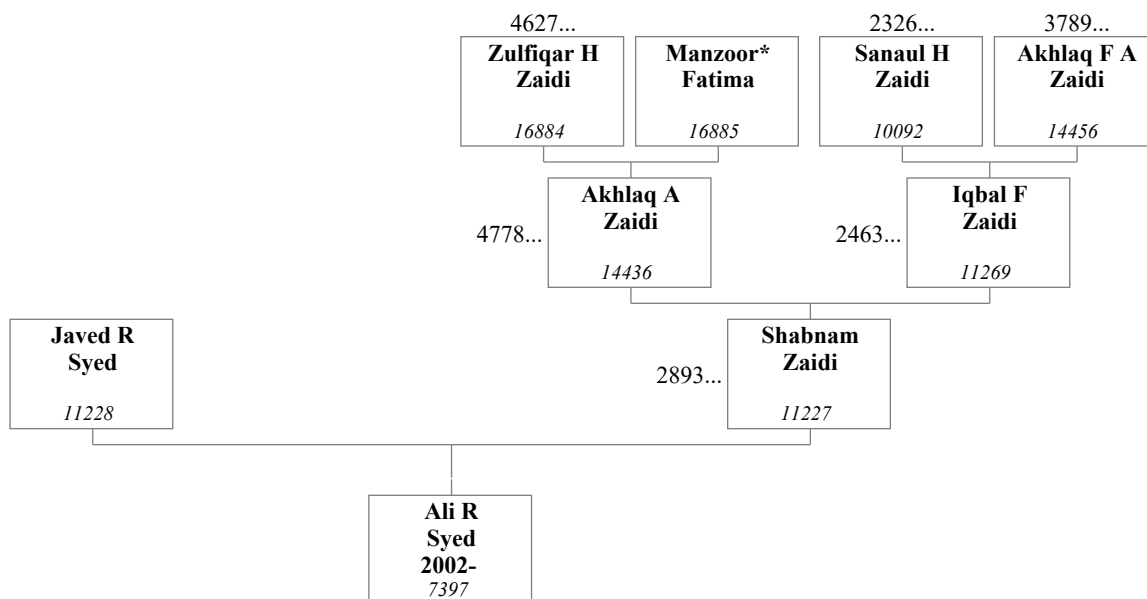 4627...
2326...
3789...
Zulfiqar H
Zaidi
16884
Manzoor*
Fatima
16885
Sanaul H
Zaidi
10092
Akhlaq F A
Zaidi
14456
4778...
Akhlaq A
Zaidi
14436
2463...
Iqbal F
Zaidi
11269
Javed R
Syed
11228
2893...
Shabnam
Zaidi
11227
Ali R
Syed
2002-
7397